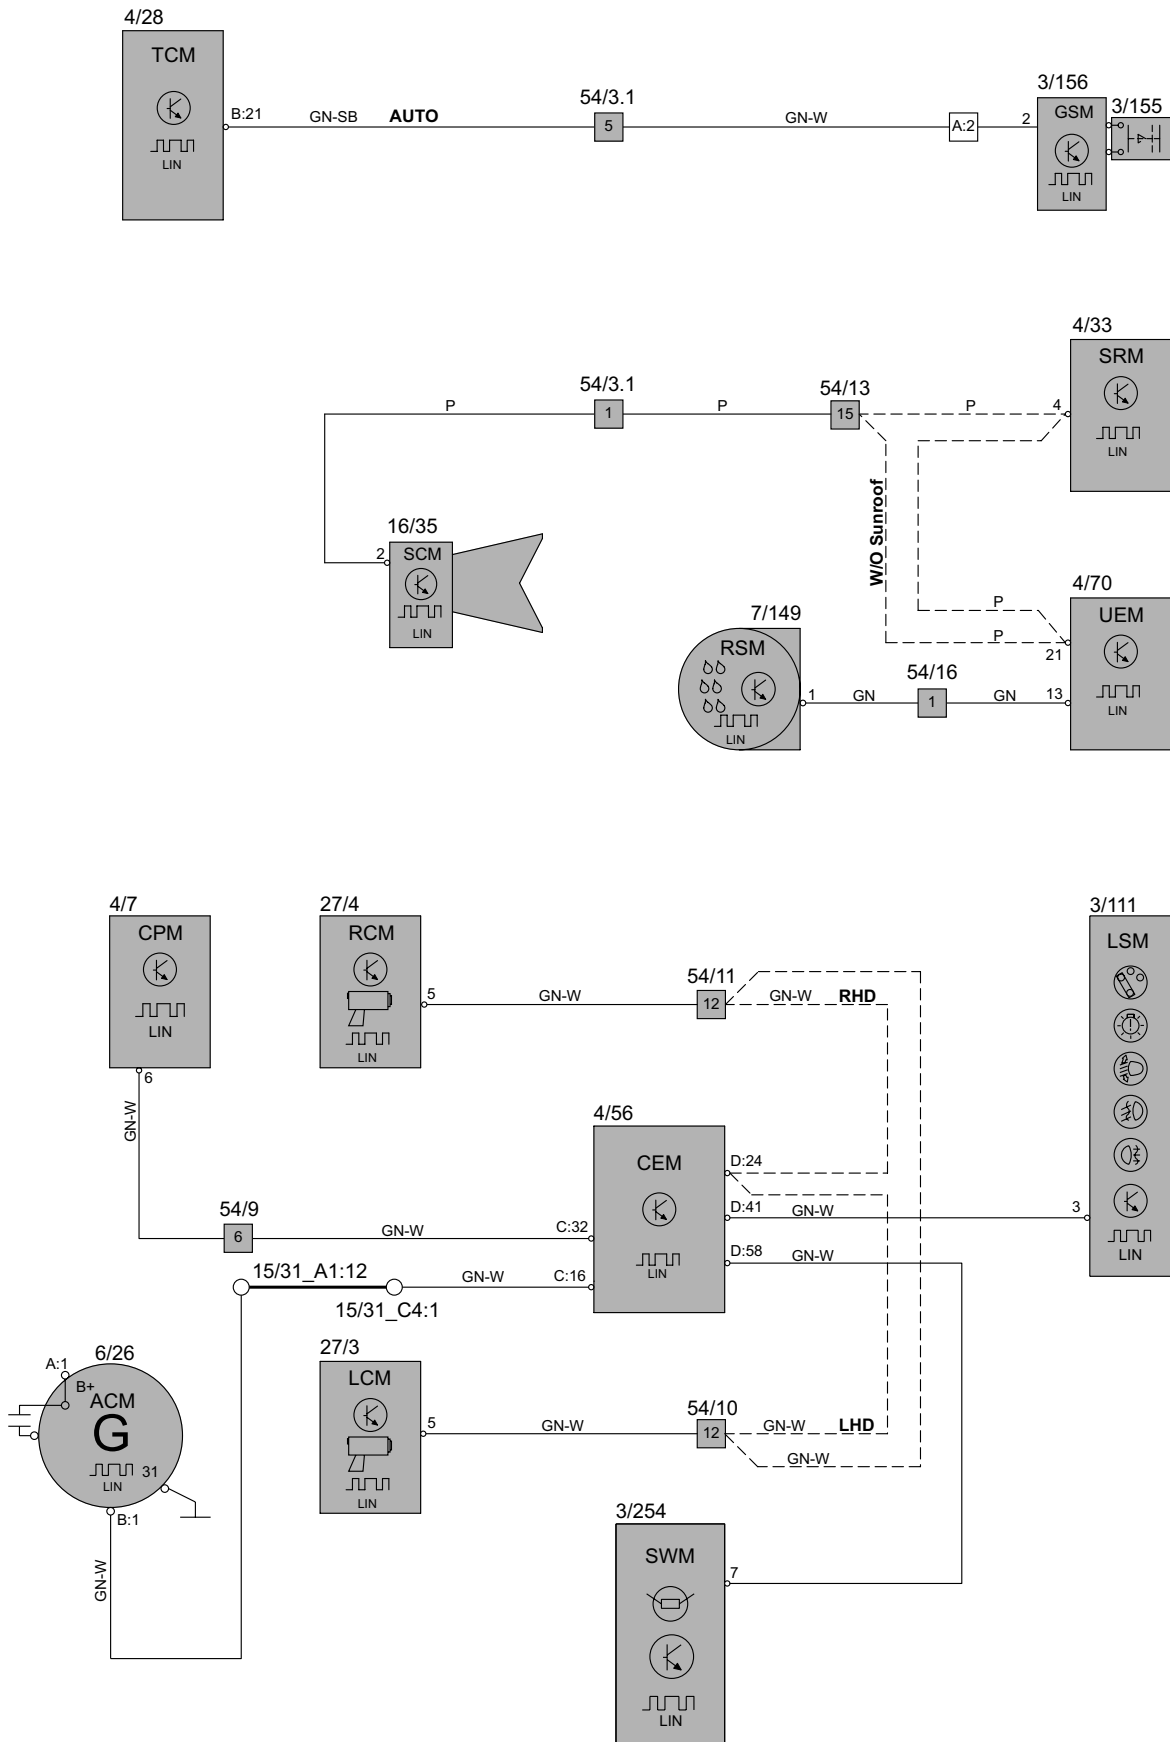 4/28
TCM
LIN
B:21
GN-SB
AUTO
54/3.1
5
GN-W
A:2
2
3/156
GSM
LIN
3/155
4/33
SRM
LIN
4
54/3.1
P
1
P
54/13
15
P
W/O Sunroof
16/35
2
SCM
LIN
4/70
UEM
LIN
P
P
21
7/149
RSM
LIN
1
GN
54/16
1
GN
13
4/7
CPM
LIN
6
GN-W
27/4
RCM
LIN
5
GN-W
54/11
12
GN-W
RHD
3/111
LSM
LIN
3
4/56
CEM
LIN
D:24
D:41
GN-W
D:58
GN-W
54/9
6
GN-W
C:32
15/31_A1:12
GN-W
C:16
15/31_C4:1
6/26
A:1
B+
ACM
G
LIN
31
B:1
GN-W
27/3
LCM
LIN
5
GN-W
54/10
12
GN-W
LHD
GN-W
3/254
SWM
LIN
7